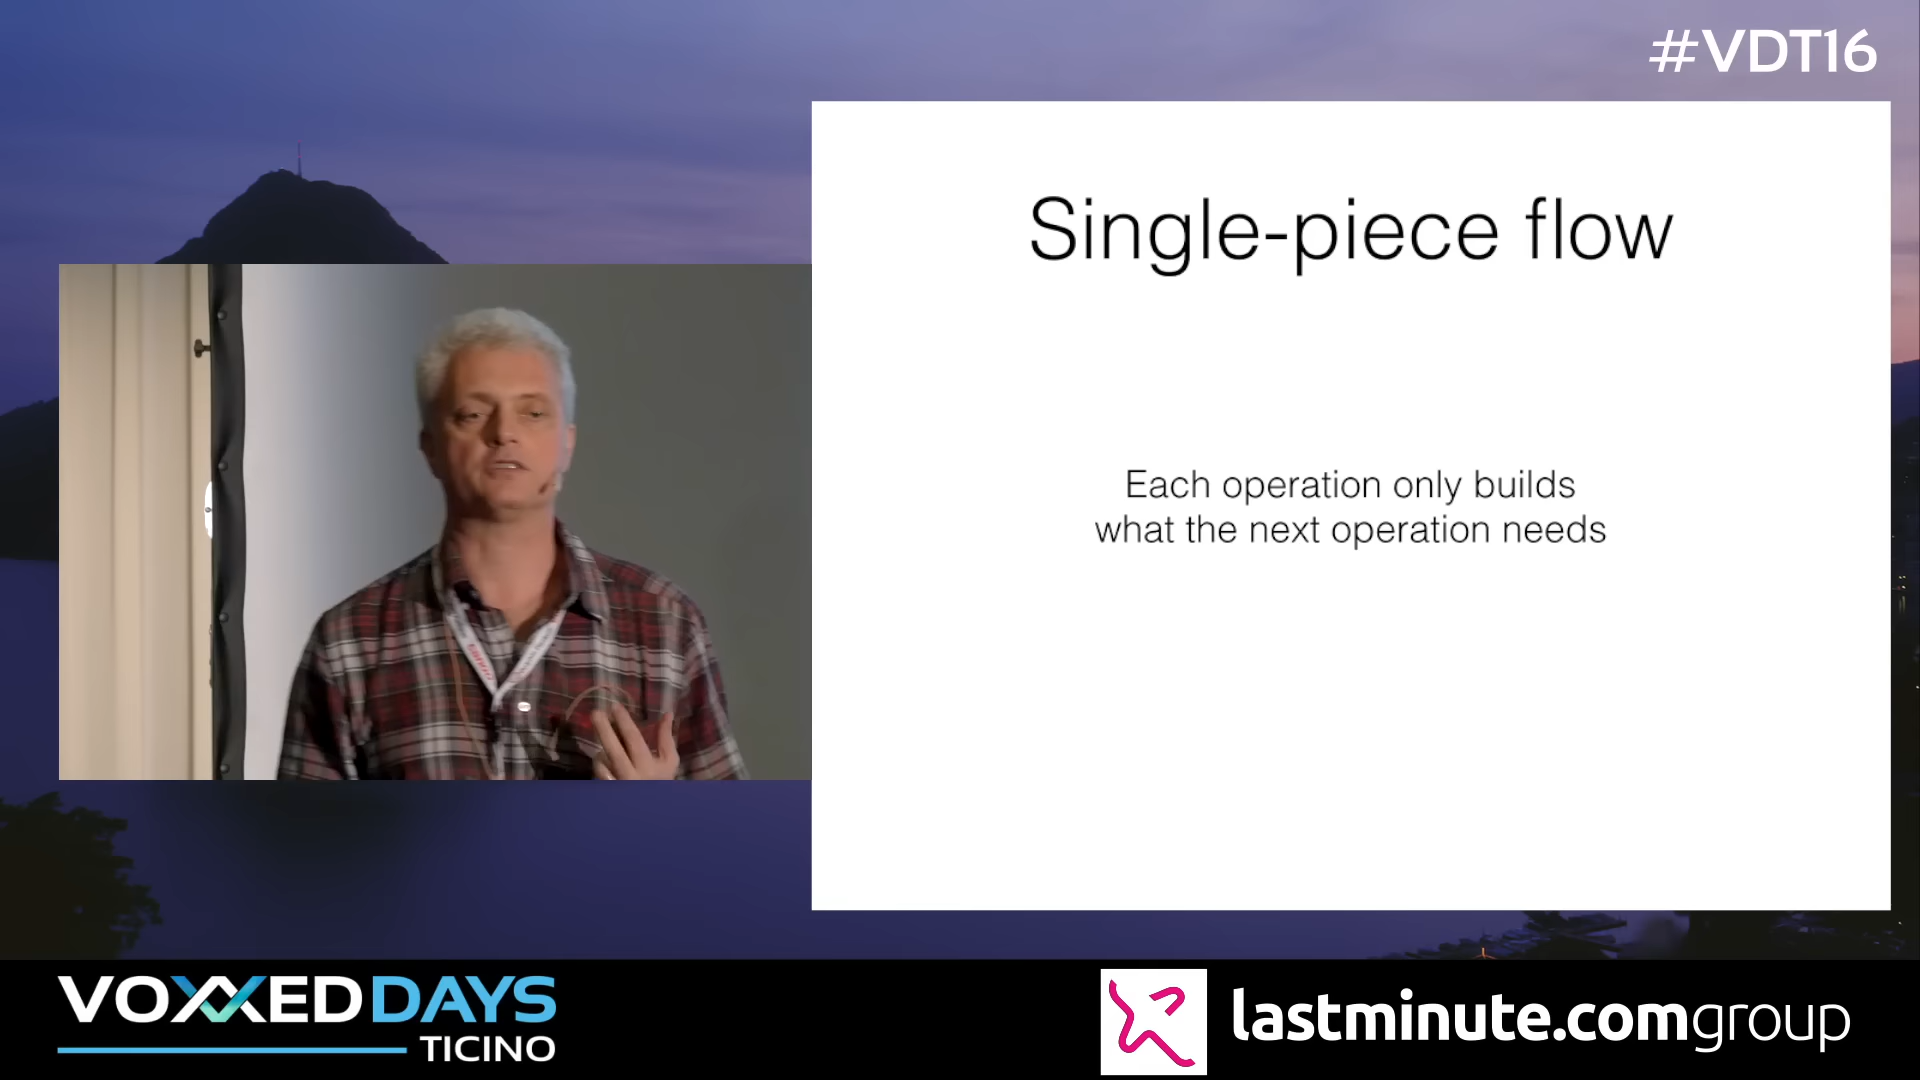 #VDT16
Single-piece flow
Each operation only builds
what the next operation needs
VOXXEDDAYS
TICINO
lastminute.comgroup